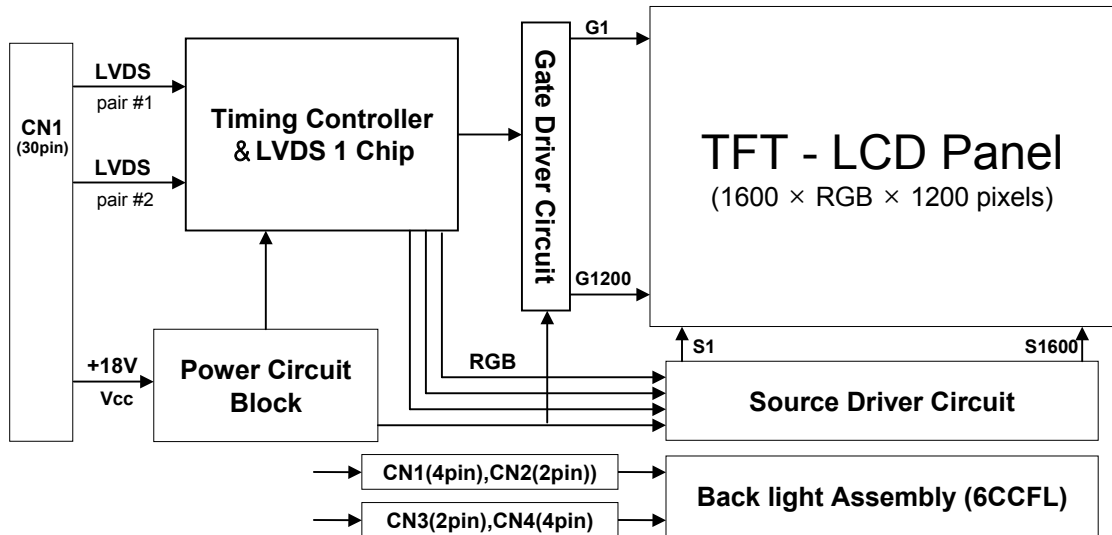 CN1
(30pin)
LVDS
pair #1
LVDS
pair #2
+18V
Vcc
Timing Controller
& LVDS 1 Chip
Power Circuit
Block
RGB
Gate Driver Circuit
G1
G1200
TFT - LCD Panel
(1600 × RGB × 1200 pixels)
S1
S1600
Source Driver Circuit
CN1(4pin),CN2(2pin))
CN3(2pin),CN4(4pin)
Back light Assembly (6CCFL)